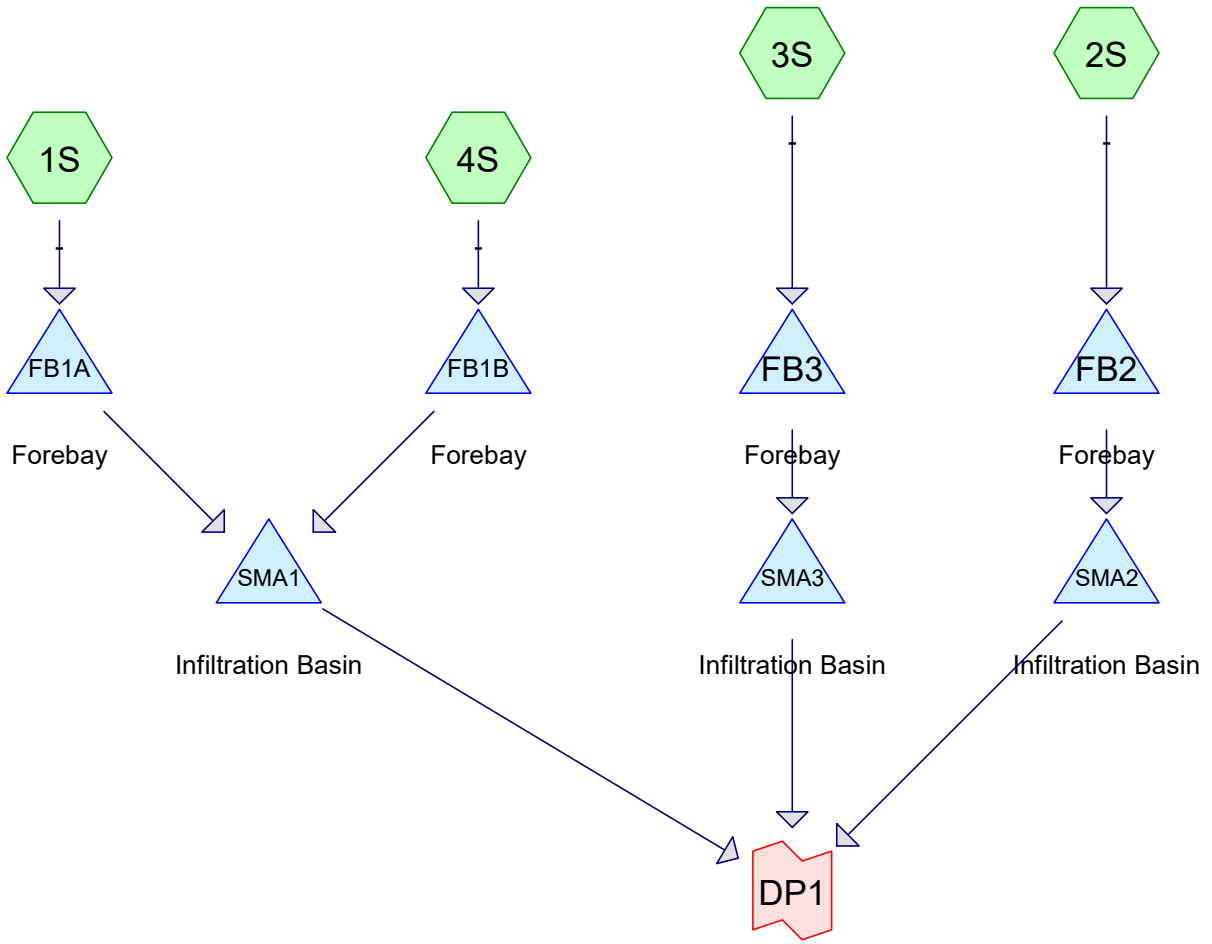 3S
2S
1S
4S
FB1A
FB1B
FB3
FB2
Forebay
Forebay
Forebay
Forebay
SMA1
SMA3
SMA2
Infiltration Basin
Infiltration Basin
Infiltration Basin
DP1